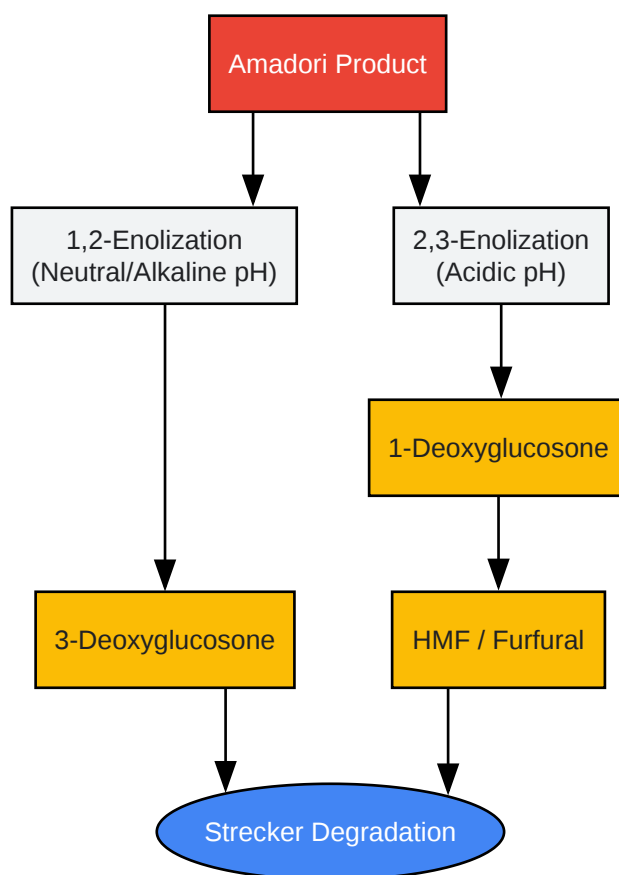 Amadori Product
1,2-Enolization
(Neutral/Alkaline pH)
2,3-Enolization
(Acidic pH)
1-Deoxyglucosone
3-Deoxyglucosone
HMF / Furfural
Strecker Degradation